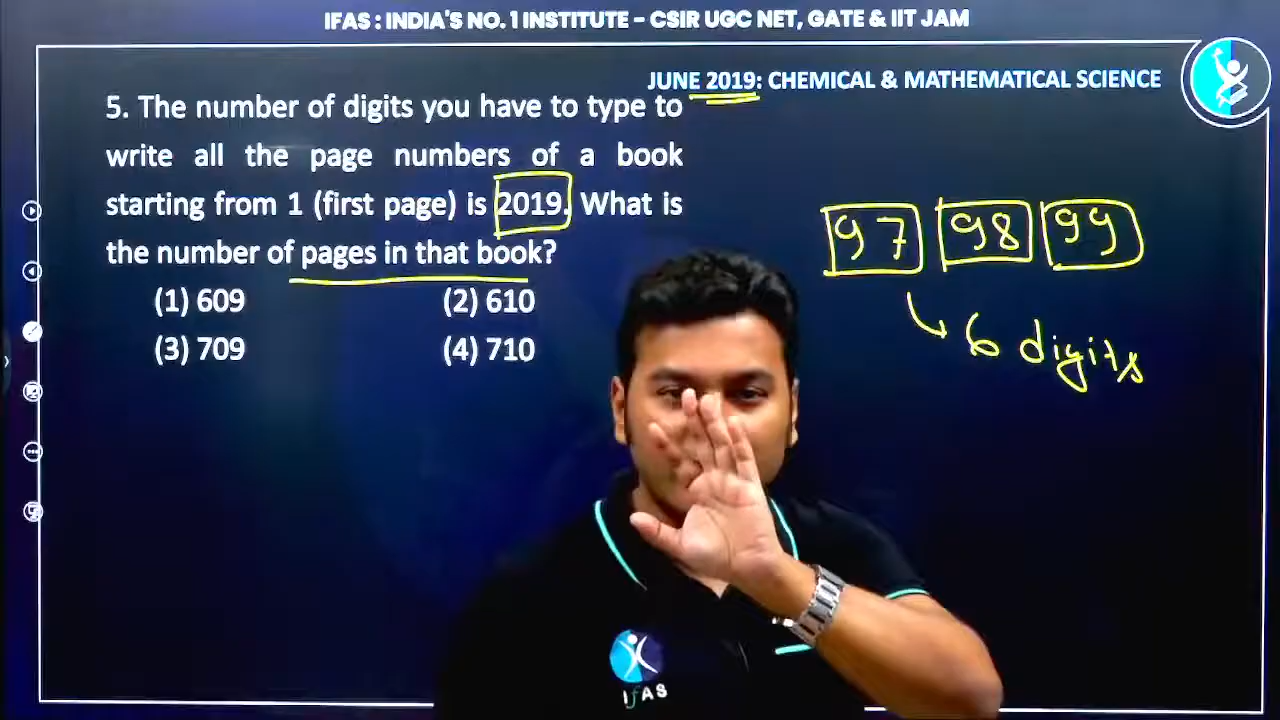 IFAS : INDIA'S NO. 1 INSTITUTE – CSIR UGC NET, GATE & IIT JAM
JUNE 2019: CHEMICAL & MATHEMATICAL SCIENCE
5. The number of digits you have to type to
write all the page numbers of a book
starting from 1 (first page) is 2019. What is
the number of pages in that book?
(1) 609 (2) 610
(3) 709 (4) 710
97 98 99
6 digits
IFAS